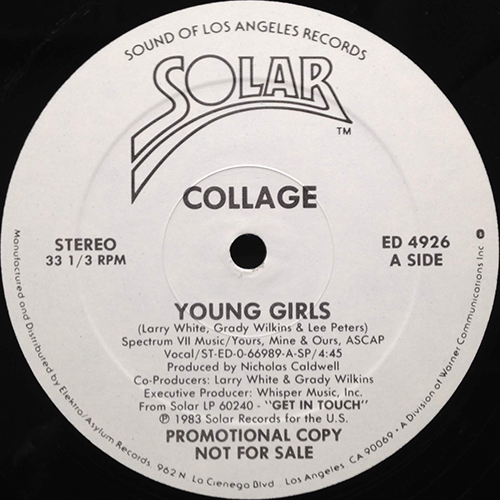 SOUND OF LOS ANGELES RECORDS
SOLAR
TM
COLLAGE
STEREO
33 1/3 RPM
ED 4926
A SIDE
YOUNG GIRLS
(Larry White, Grady Wilkins & Lee Peters)
Spectrum VII Music/Yours, Mine & Ours, ASCAP
Vocal/ST-ED-0-66989-A-SP/4:45
Produced by Nicholas Caldwell
Co-Producers: Larry White & Grady Wilkins
Executive Producer: Whisper Music, Inc.
From Solar LP 60240 - "GET IN TOUCH"
℗ 1983 Solar Records for the U.S.
PROMOTIONAL COPY
NOT FOR SALE
Manufactured and Distributed by Elektra/Asylum Records 962 N La Cienega Blvd Los Angeles CA 90069 • A Division of Warner Communications Inc